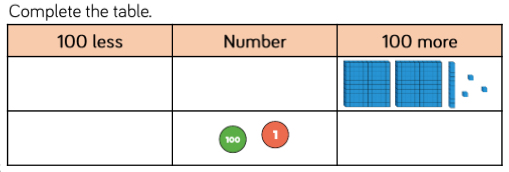 Complete the table.
100 less Number 100 more
100 1